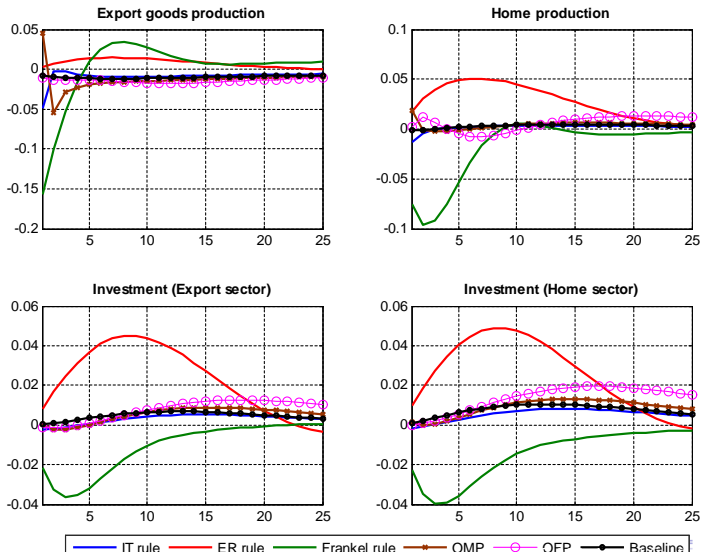 Export goods production
Home production
0.05
0
-0.05
-0.1
-0.15
-0.2
5 10 15 20 25
0.1
0.05
0
-0.05
-0.1
5 10 15 20 25
Investment (Export sector)
Investment (Home sector)
0.06
0.04
0.02
0
-0.02
-0.04
5 10 15 20 25
0.06
0.04
0.02
0
-0.02
-0.04
5 10 15 20 25
IT rule ER rule Frankel rule OMP OFP Baseline